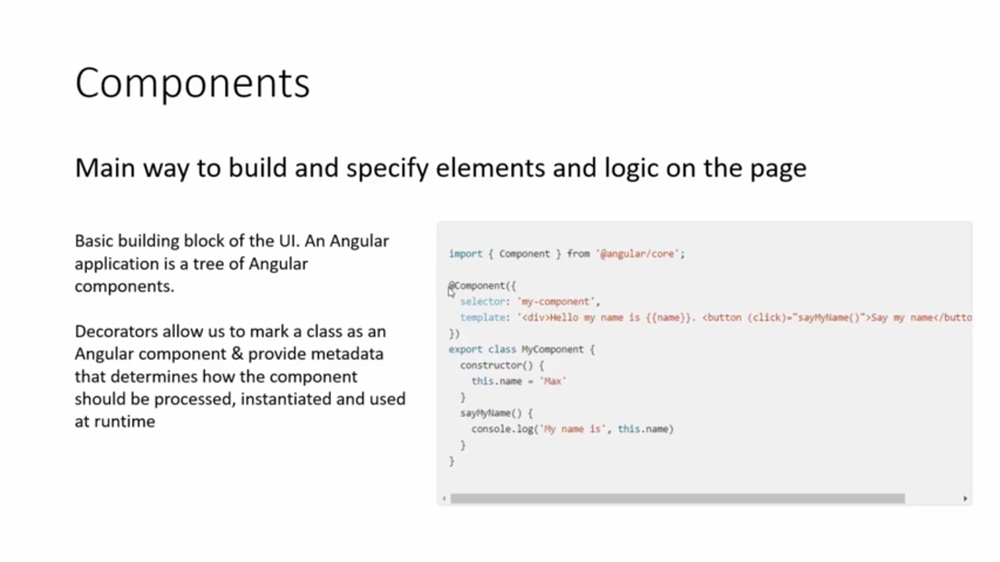 Components
Main way to build and specify elements and logic on the page
Basic building block of the UI. An Angular
application is a tree of Angular
components.
Decorators allow us to mark a class as an
Angular component & provide metadata
that determines how the component
should be processed, instantiated and used
at runtime
import { Component } from '@angular/core';
@Component({
selector: 'my-component',
template: '<div>Hello my name is {{name}}. <button (click)="sayMyName()">Say my name</butto
})
export class MyComponent {
constructor() {
this.name = 'Max'
}
sayMyName() {
console.log('My name is', this.name)
}
}